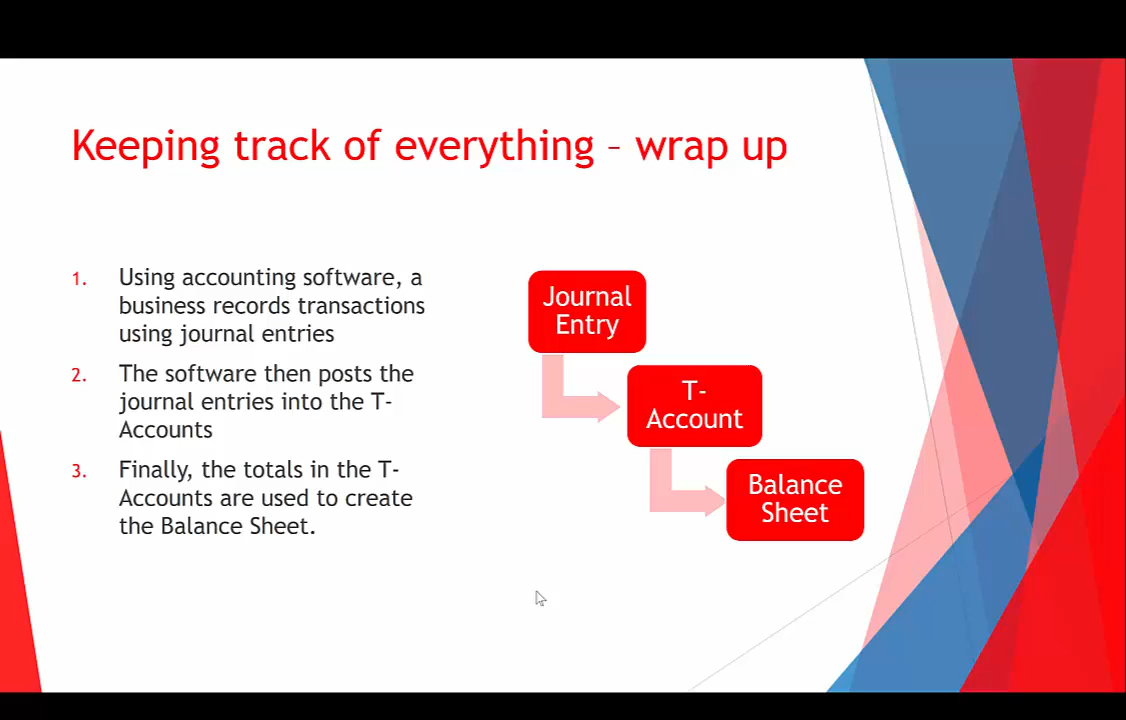 Keeping track of everything – wrap up
1. Using accounting software, a
business records transactions
using journal entries
2. The software then posts the
journal entries into the T-
Accounts
3. Finally, the totals in the T-
Accounts are used to create
the Balance Sheet.
Journal
Entry
T-
Account
Balance
Sheet